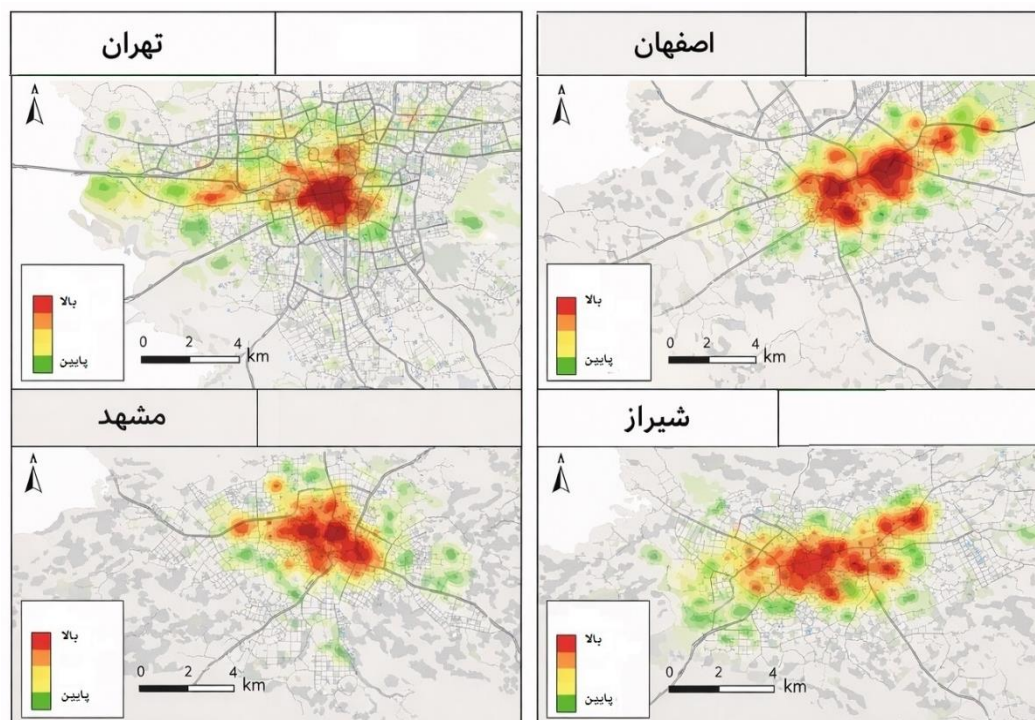 تهران
بالا
پایین
0 2 4 km
اصفهان
بالا
پایین
0 2 4 km
مشهد
بالا
پایین
0 2 4 km
شیراز
بالا
پایین
0 2 4 km